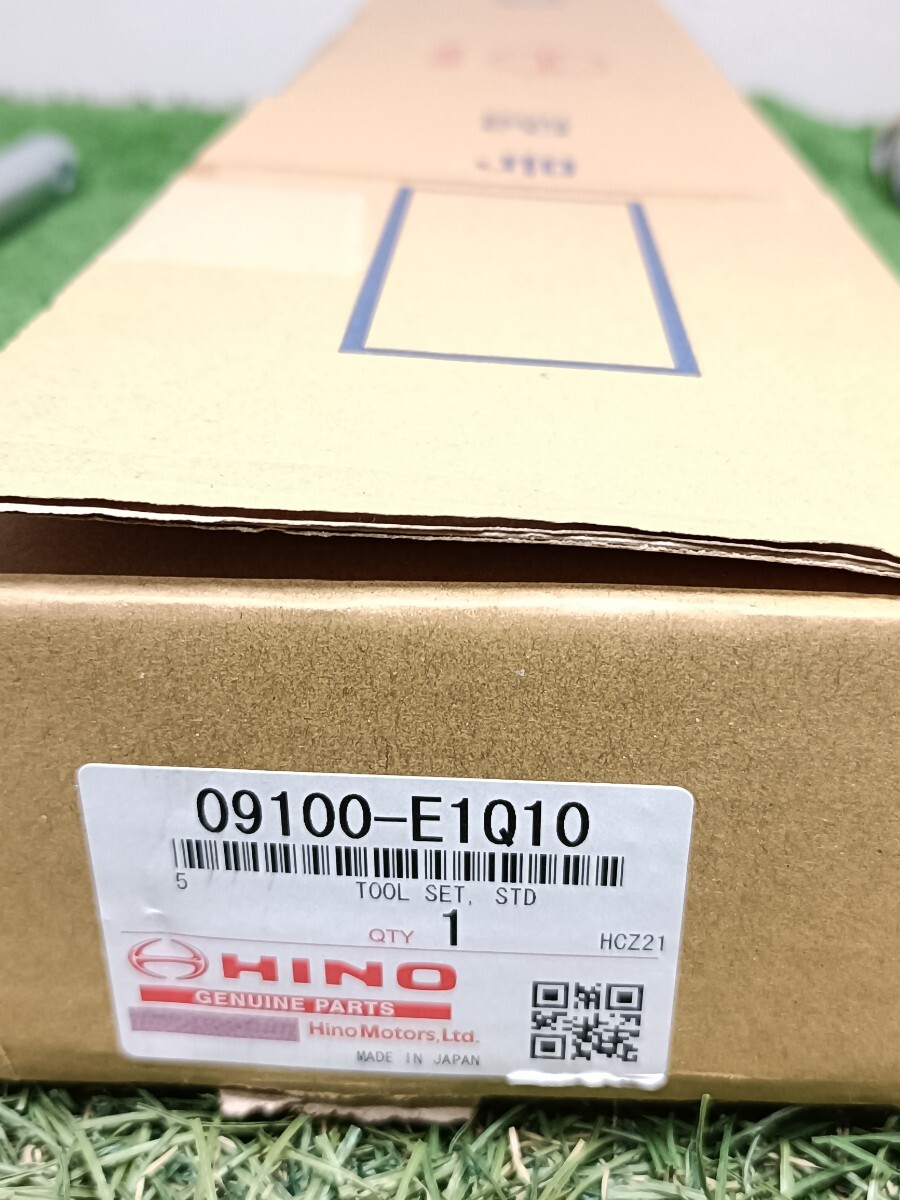 09100-E1Q10
5
TOOL SET, STD
QTY 1
HCZ21
HINO
GENUINE PARTS
Hino Motors, Ltd.
MADE IN JAPAN